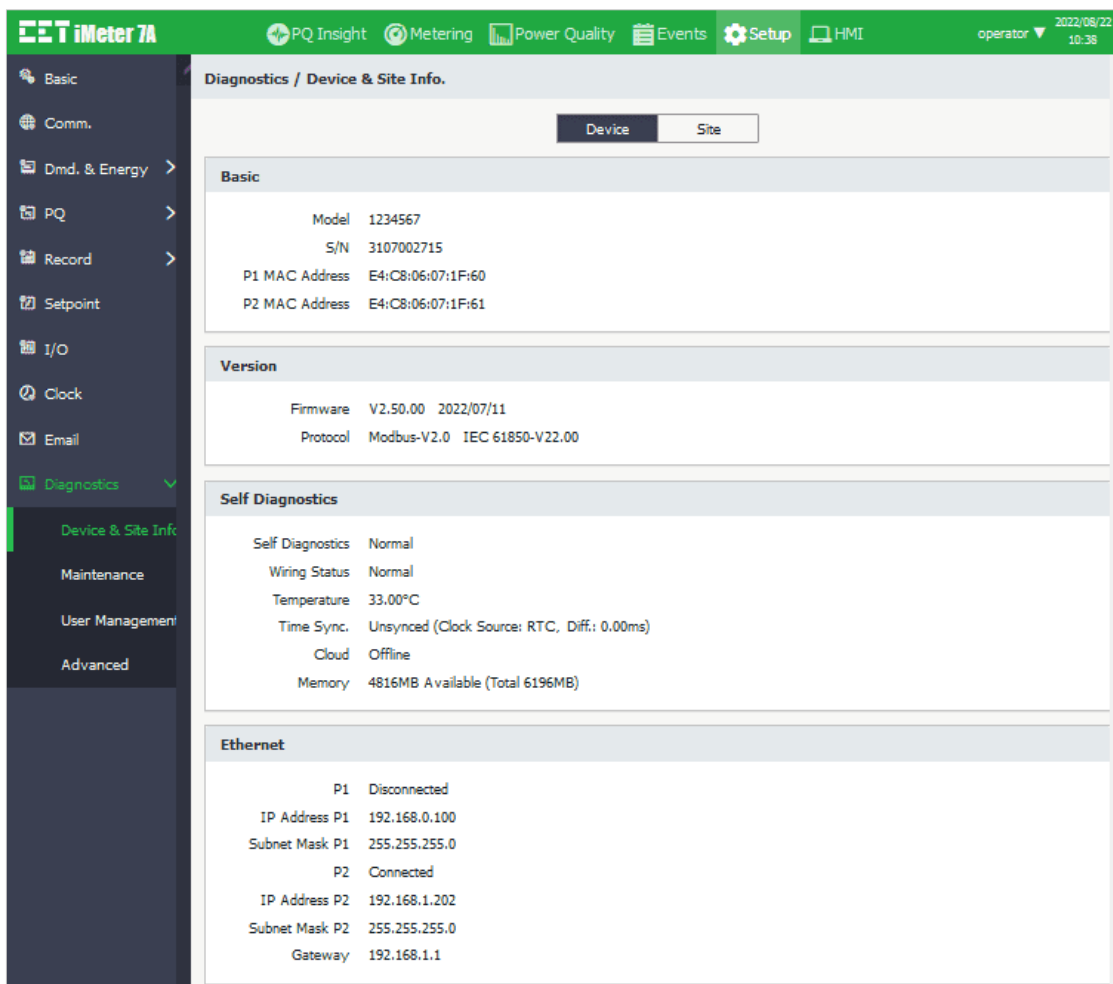 CET iMeter 7A
PQ Insight Metering Power Quality Events Setup HMI operator ▼ 2022/08/22 10:38
Basic
Comm.
Dmd. & Energy
PQ
Record
Setpoint
I/O
Clock
Email
Diagnostics
Device & Site Info
Maintenance
User Management
Advanced
Diagnostics / Device & Site Info.
Device Site
Basic
Model 1234567
S/N 3107002715
P1 MAC Address E4:C8:06:07:1F:60
P2 MAC Address E4:C8:06:07:1F:61
Version
Firmware V2.50.00 2022/07/11
Protocol Modbus-V2.0 IEC 61850-V22.00
Self Diagnostics
Self Diagnostics Normal
Wiring Status Normal
Temperature 33.00°C
Time Sync. Unsynced (Clock Source: RTC, Diff.: 0.00ms)
Cloud Offline
Memory 4816MB Available (Total 6196MB)
Ethernet
P1 Disconnected
IP Address P1 192.168.0.100
Subnet Mask P1 255.255.255.0
P2 Connected
IP Address P2 192.168.1.202
Subnet Mask P2 255.255.255.0
Gateway 192.168.1.1